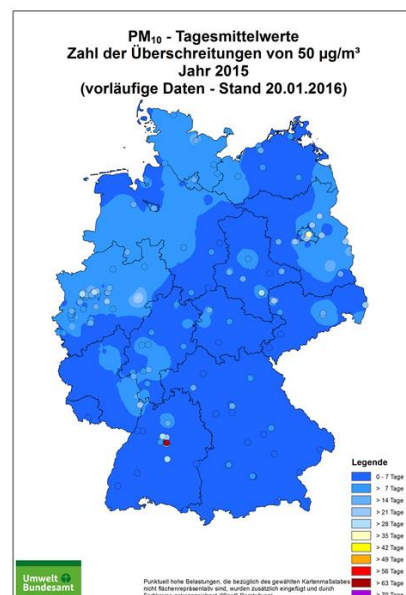 PM₁₀ - Tagesmittelwerte
Zahl der Überschreitungen von 50 µg/m³
Jahr 2015
(vorläufige Daten - Stand 20.01.2016)
Legende
0 - 7 Tage
> 7 Tage
> 14 Tage
> 21 Tage
> 28 Tage
> 35 Tage
> 42 Tage
> 49 Tage
> 56 Tage
> 63 Tage
> 70 Tage
Umwelt
Bundesamt
Punktuell hohe Belastungen, die bezüglich des gewählten Kartenmaßstabes
nicht flächenrepräsentativ sind, wurden zusätzlich eingefügt und durch